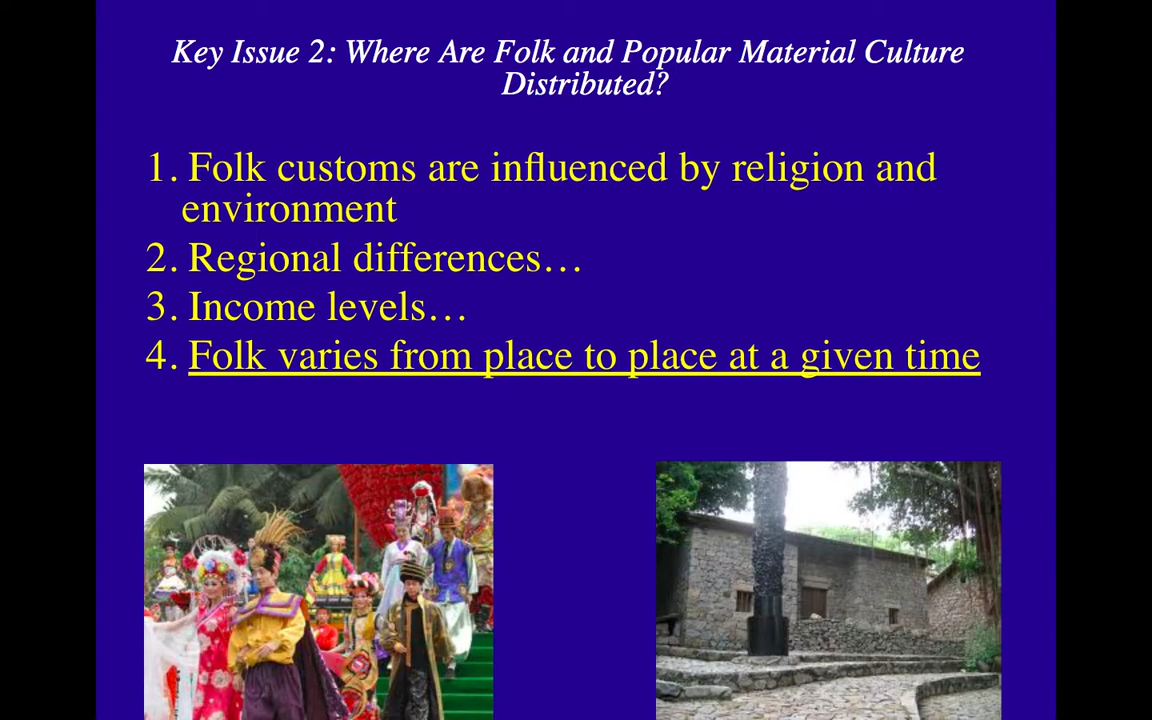 Key Issue 2: Where Are Folk and Popular Material Culture
Distributed?
1. Folk customs are influenced by religion and
environment
2. Regional differences…
3. Income levels…
4. Folk varies from place to place at a given time